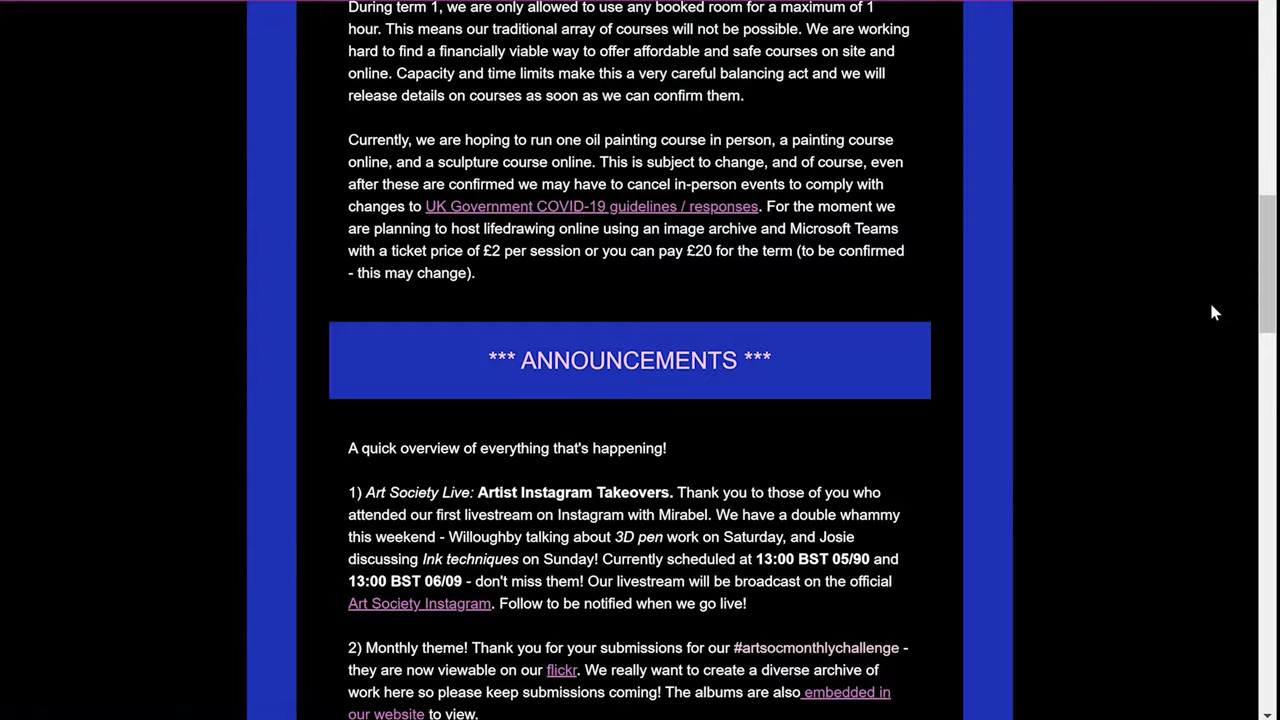 During term 1, we are only allowed to use any booked room for a maximum of 1
hour. This means our traditional array of courses will not be possible. We are working
hard to find a financially viable way to offer affordable and safe courses on site and
online. Capacity and time limits make this a very careful balancing act and we will
release details on courses as soon as we can confirm them.
Currently, we are hoping to run one oil painting course in person, a painting course
online, and a sculpture course online. This is subject to change, and of course, even
after these are confirmed we may have to cancel in-person events to comply with
changes to UK Government COVID-19 guidelines / responses. For the moment we
are planning to host lifedrawing online using an image archive and Microsoft Teams
with a ticket price of £2 per session or you can pay £20 for the term (to be confirmed
- this may change).
*** ANNOUNCEMENTS ***
A quick overview of everything that's happening!
1) Art Society Live: Artist Instagram Takeovers. Thank you to those of you who
attended our first livestream on Instagram with Mirabel. We have a double whammy
this weekend - Willoughby talking about 3D pen work on Saturday, and Josie
discussing Ink techniques on Sunday! Currently scheduled at 13:00 BST 05/90 and
13:00 BST 06/09 - don't miss them! Our livestream will be broadcast on the official
Art Society Instagram. Follow to be notified when we go live!
2) Monthly theme! Thank you for your submissions for our #artsocmonthlychallenge -
they are now viewable on our flickr. We really want to create a diverse archive of
work here so please keep submissions coming! The albums are also embedded in
our website to view.